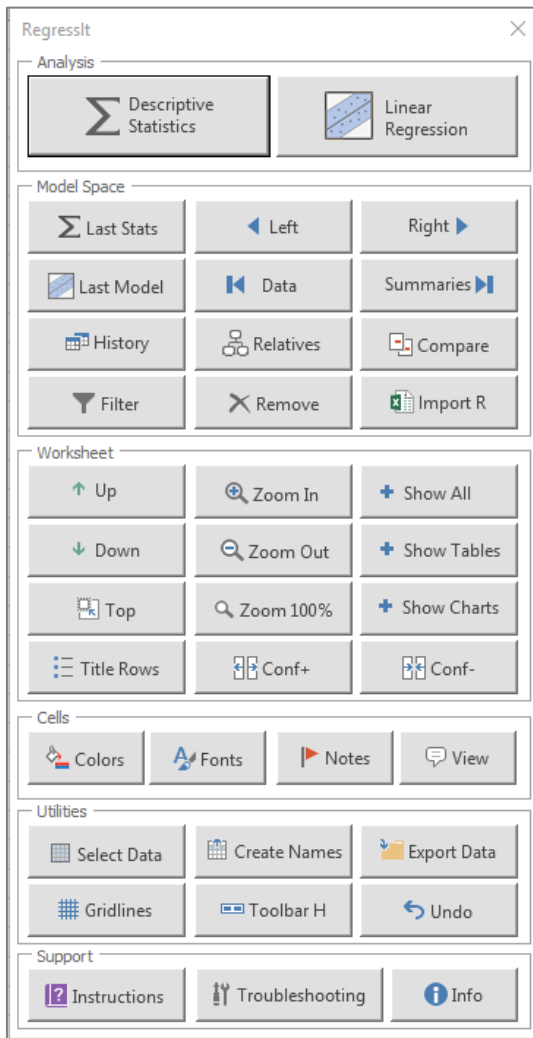 RegressIt
Analysis
Descriptive
Statistics
Linear
Regression
Model Space
Last Stats
Left
Right
Last Model
Data
Summaries
History
Relatives
Compare
Filter
Remove
Import R
Worksheet
Up
Zoom In
Show All
Down
Zoom Out
Show Tables
Top
Zoom 100%
Show Charts
Title Rows
Conf+
Conf-
Cells
Colors
Fonts
Notes
View
Utilities
Select Data
Create Names
Export Data
Gridlines
Toolbar H
Undo
Support
Instructions
Troubleshooting
Info